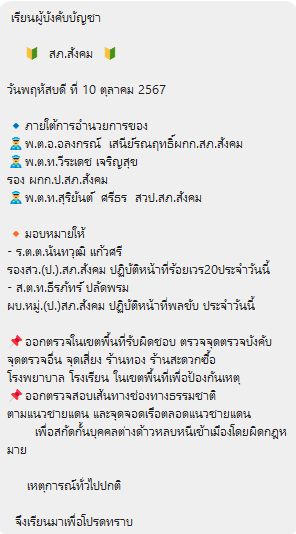 เรียนผู้บังคับบัญชา
🔰 สภ.สังคม 🔰
วันพฤหัสบดี ที่ 10 ตุลาคม 2567
🔹ภายใต้การอำนวยการของ
👮พ.ต.อ.อลงกรณ์ เสนีย์รัณฤทธิ์ผกก.สภ.สังคม
👮พ.ต.ท.วีระเดช เจริญสุข
รอง ผกก.ป.สภ.สังคม
👮พ.ต.ท.สุริยันต์ ศรีธร สวป.สภ.สังคม
🔸มอบหมายให้
- ร.ต.ต.นันทวุฒิ แก้วศรี
รองสว.(ป.).สภ.สังคม ปฏิบัติหน้าที่ร้อยเวร20ประจำวันนี้
- ส.ต.ท.ธีรภัทร์ ปลัดพรม
ผบ.หมู่.(ป.)สภ.สังคม ปฏิบัติหน้าที่พลขับ ประจำวันนี้
📌ออกตรวจในเขตพื้นที่รับผิดชอบ ตรวจจุดตรวจบังคับ
จุดตรวจอื่น จุดเสี่ยง ร้านทอง ร้านสะดวกซื้อ
โรงพยาบาล โรงเรียน ในเขตพื้นที่เพื่อป้องกันเหตุ
📌ออกตรวจสอบเส้นทางช่องทางธรรมชาติ
ตามแนวชายแดน และจุดจอดเรือตลอดแนวชายแดน
เพื่อสกัดกั้นบุคคลต่างด้าวหลบหนีเข้าเมืองโดยผิดกฎห
มาย
เหตุการณ์ทั่วไปปกติ
จึงเรียนมาเพื่อโปรดทราบ